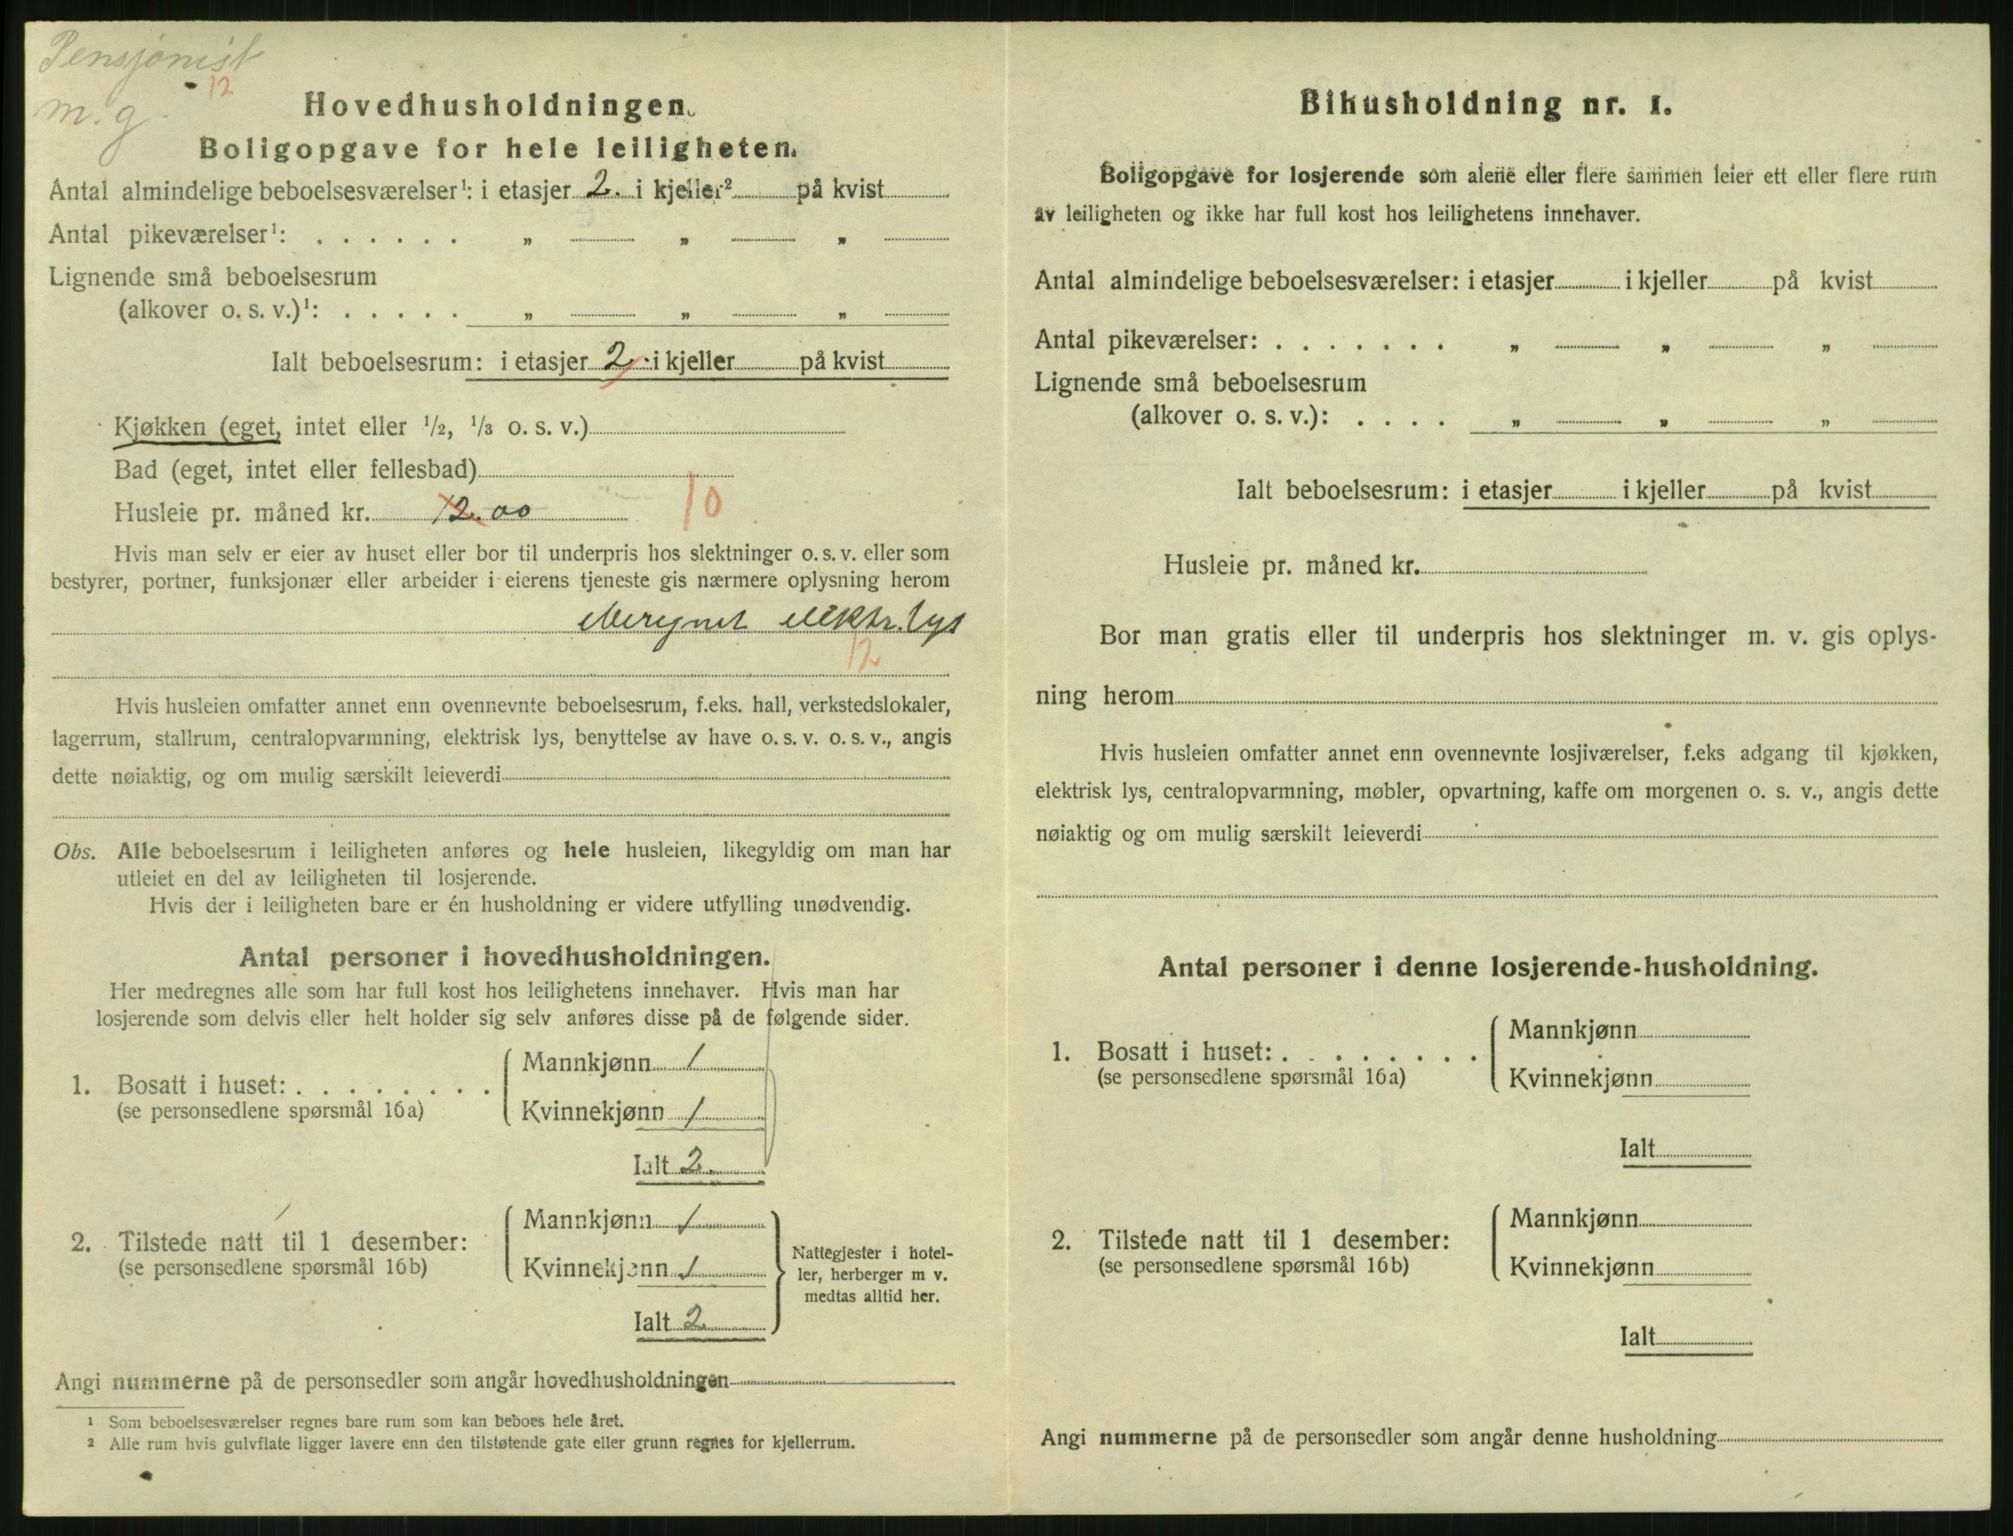 Pensjonist
12
m.g.
Hovedhusholdningen.
Boligopgave for hele leiligheten.
Antal almindelige beboelsesværelser¹: i etasjer 2. i kjeller² på kvist
Antal pikeværelser¹: . . . . . . „ „ „
Lignende små beboelsesrum
(alkover o. s. v.)¹: . . . . . „ „ „
Ialt beboelsesrum: i etasjer 2. i kjeller på kvist
Kjøkken (eget, intet eller 1/2, 1/3 o. s. v.)
Bad (eget, intet eller fellesbad)
Husleie pr. måned kr. 12.00 10
Hvis man selv er eier av huset eller bor til underpris hos slektninger o. s. v. eller som
bestyrer, portner, funksjonær eller arbeider i eierens tjeneste gis nærmere oplysning herom
elektr. lys
12
Hvis husleien omfatter annet enn ovennevnte beboelsesrum, f.eks. hall, verkstedslokaler,
lagerrum, stallrum, centralopvarmning, elektrisk lys, benyttelse av have o. s. v. o. s. v., angis
dette nøiaktig, og om mulig særskilt leieverdi
Obs. Alle beboelsesrum i leiligheten anføres og hele husleien, likegyldig om man har
utleiet en del av leiligheten til losjerende.
Hvis der i leiligheten bare er én husholdning er videre utfylling unødvendig.
Antal personer i hovedhusholdningen.
Her medregnes alle som har full kost hos leilighetens innehaver. Hvis man har
losjerende som delvis eller helt holder sig selv anføres disse på de følgende sider.
1. Bosatt i huset: . . . . . . . .
(se personsedlene spørsmål 16a)
Mannkjønn 1
Kvinnekjønn 1
Ialt 2.
2. Tilstede natt til 1 desember:
(se personsedlene spørsmål 16b)
Mannkjønn 1
Kvinnekjønn 1
Ialt 2
Nattegjester i hotel-
ler, herberger m v.
medtas alltid her.
Angi nummerne på de personsedler som angår hovedhusholdningen
¹ Som beboelsesværelser regnes bare rum som kan beboes hele året.
² Alle rum hvis gulvflate ligger lavere enn den tilstøtende gate eller grunn regnes for kjellerrum.
Bihusholdning nr. 1.
Boligopgave for losjerende som alene eller flere sammen leier ett eller flere rum
av leiligheten og ikke har full kost hos leilighetens innehaver.
Antal almindelige beboelsesværelser: i etasjer i kjeller på kvist
Antal pikeværelser: . . . . . . . „ „ „
Lignende små beboelsesrum
(alkover o. s. v.): . . . . „ „ „
Ialt beboelsesrum: i etasjer i kjeller på kvist
Husleie pr. måned kr.
Bor man gratis eller til underpris hos slektninger m. v. gis oplys-
ning herom
Hvis husleien omfatter annet enn ovennevnte losjiværelser, f.eks adgang til kjøkken,
elektrisk lys, centralopvarmning, møbler, opvartning, kaffe om morgenen o. s. v., angis dette
nøiaktig og om mulig særskilt leieverdi
Antal personer i denne losjerende-husholdning.
1. Bosatt i huset: . . . . . . . .
(se personsedlene spørsmål 16a)
Mannkjønn
Kvinnekjønn
Ialt
2. Tilstede natt til 1 desember:
(se personsedlene spørsmål 16b)
Mannkjønn
Kvinnekjønn
Ialt
Angi nummerne på de personsedler som angår denne husholdning